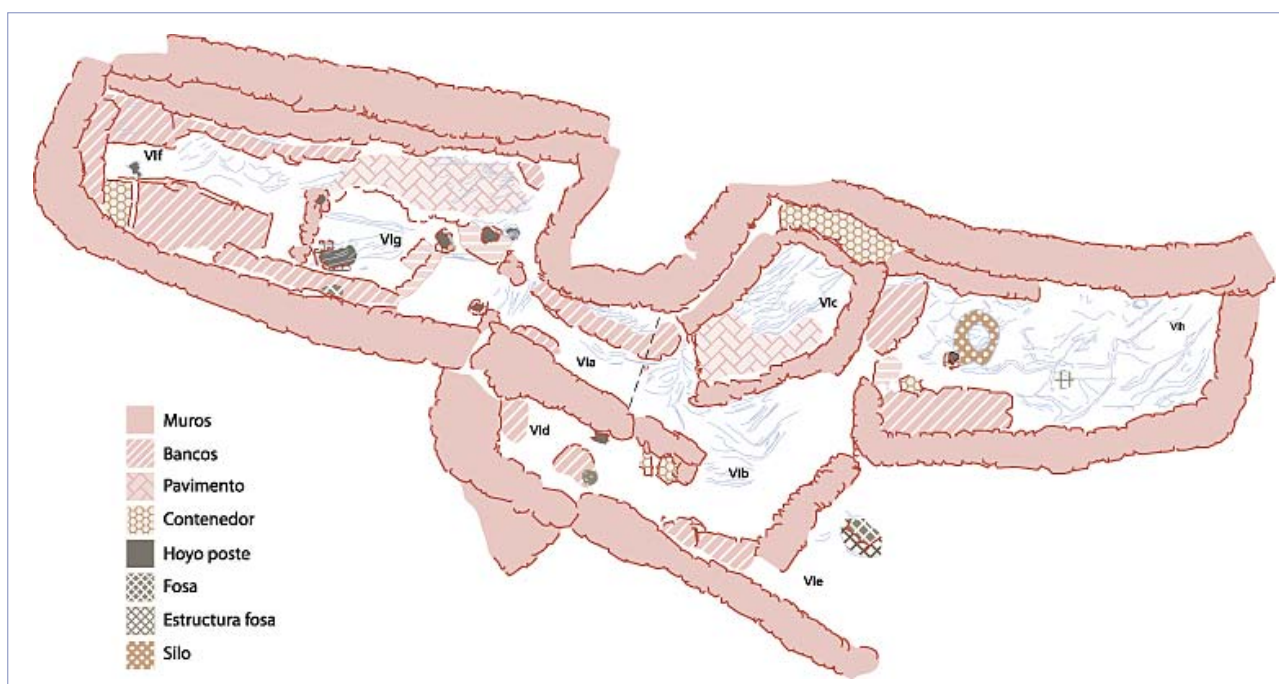 VIf
VIg
VIc
VIh
VIa
VId
VIb
VIe
Muros
Bancos
Pavimento
Contenedor
Hoyo poste
Fosa
Estructura fosa
Silo